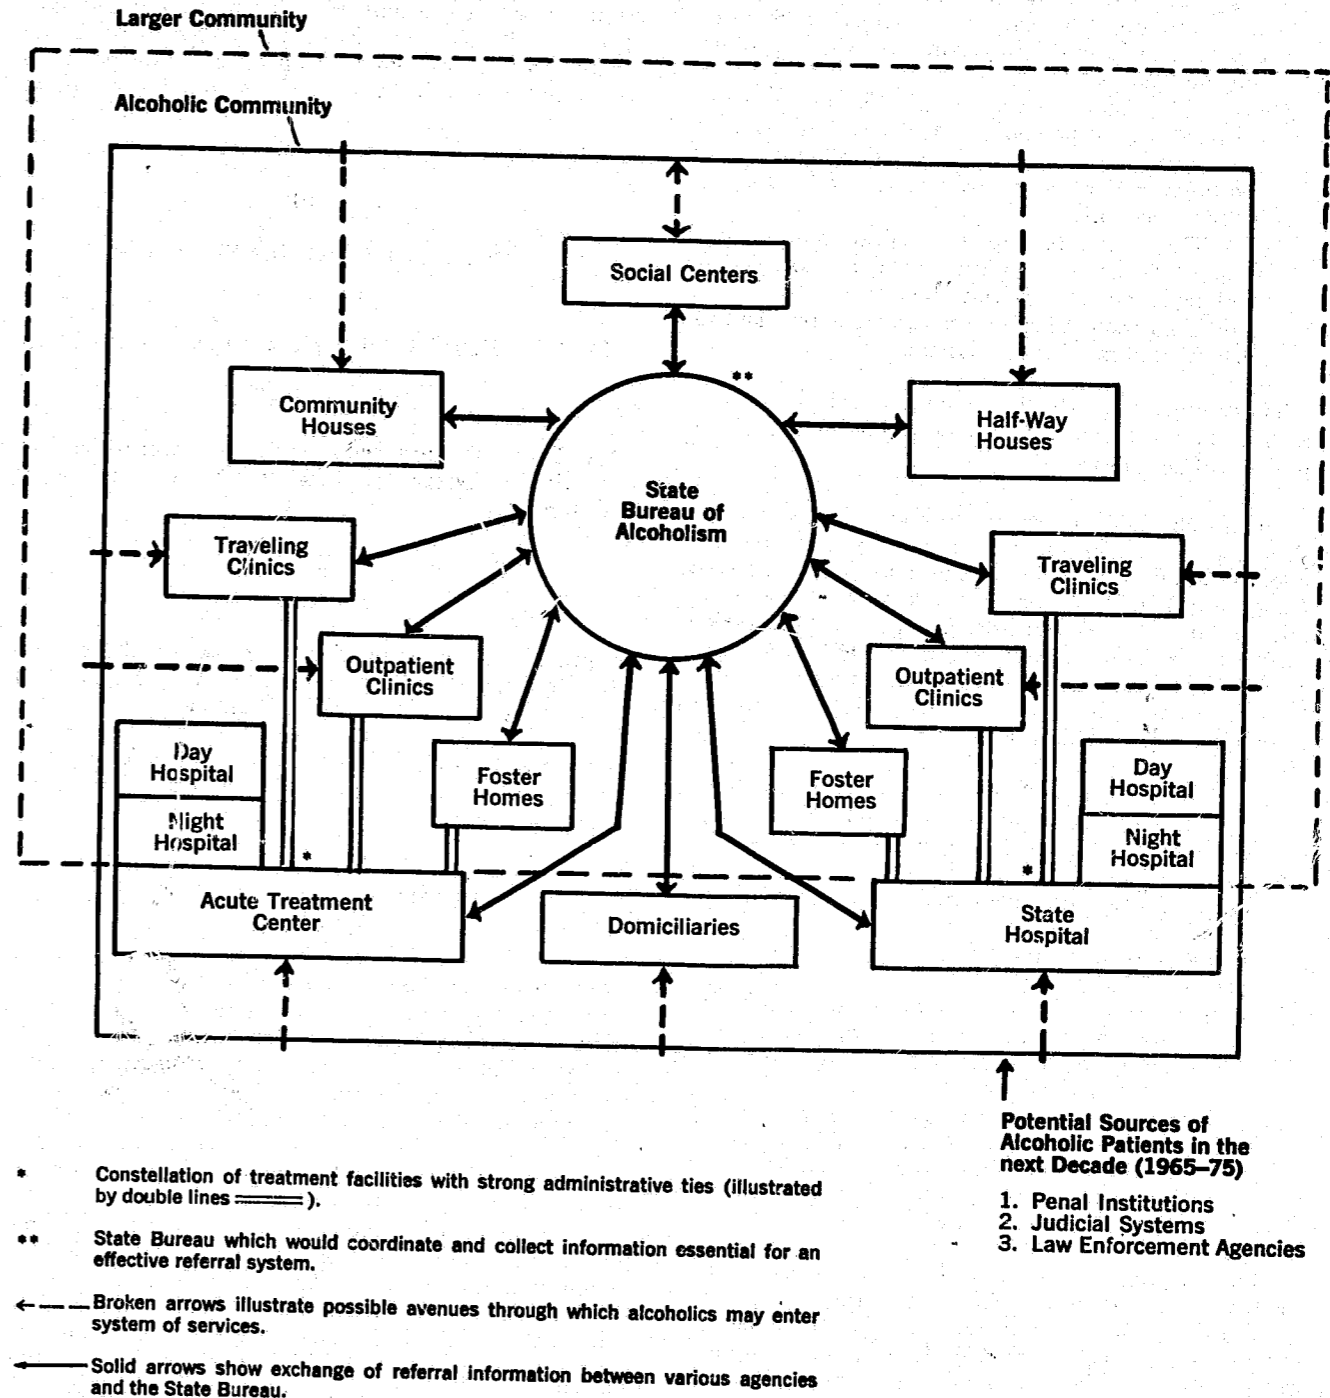 Larger Community
Alcoholic Community
Social Centers
**
Community
Houses
Half-Way
Houses
State
Bureau of
Alcoholism
Traveling
Clinics
Traveling
Clinics
Outpatient
Clinics
Outpatient
Clinics
Day
Hospital
Foster
Homes
Foster
Homes
Day
Hospital
Night
Hospital
*
Night
Hospital
*
Acute Treatment
Center
Domiciliaries
State
Hospital
Potential Sources of
Alcoholic Patients in the
next Decade (1965–75)
1. Penal Institutions
2. Judicial Systems
3. Law Enforcement Agencies
* Constellation of treatment facilities with strong administrative ties (illustrated
by double lines ═════ ).
** State Bureau which would coordinate and collect information essential for an
effective referral system.
Broken arrows illustrate possible avenues through which alcoholics may enter
system of services.
Solid arrows show exchange of referral information between various agencies
and the State Bureau.